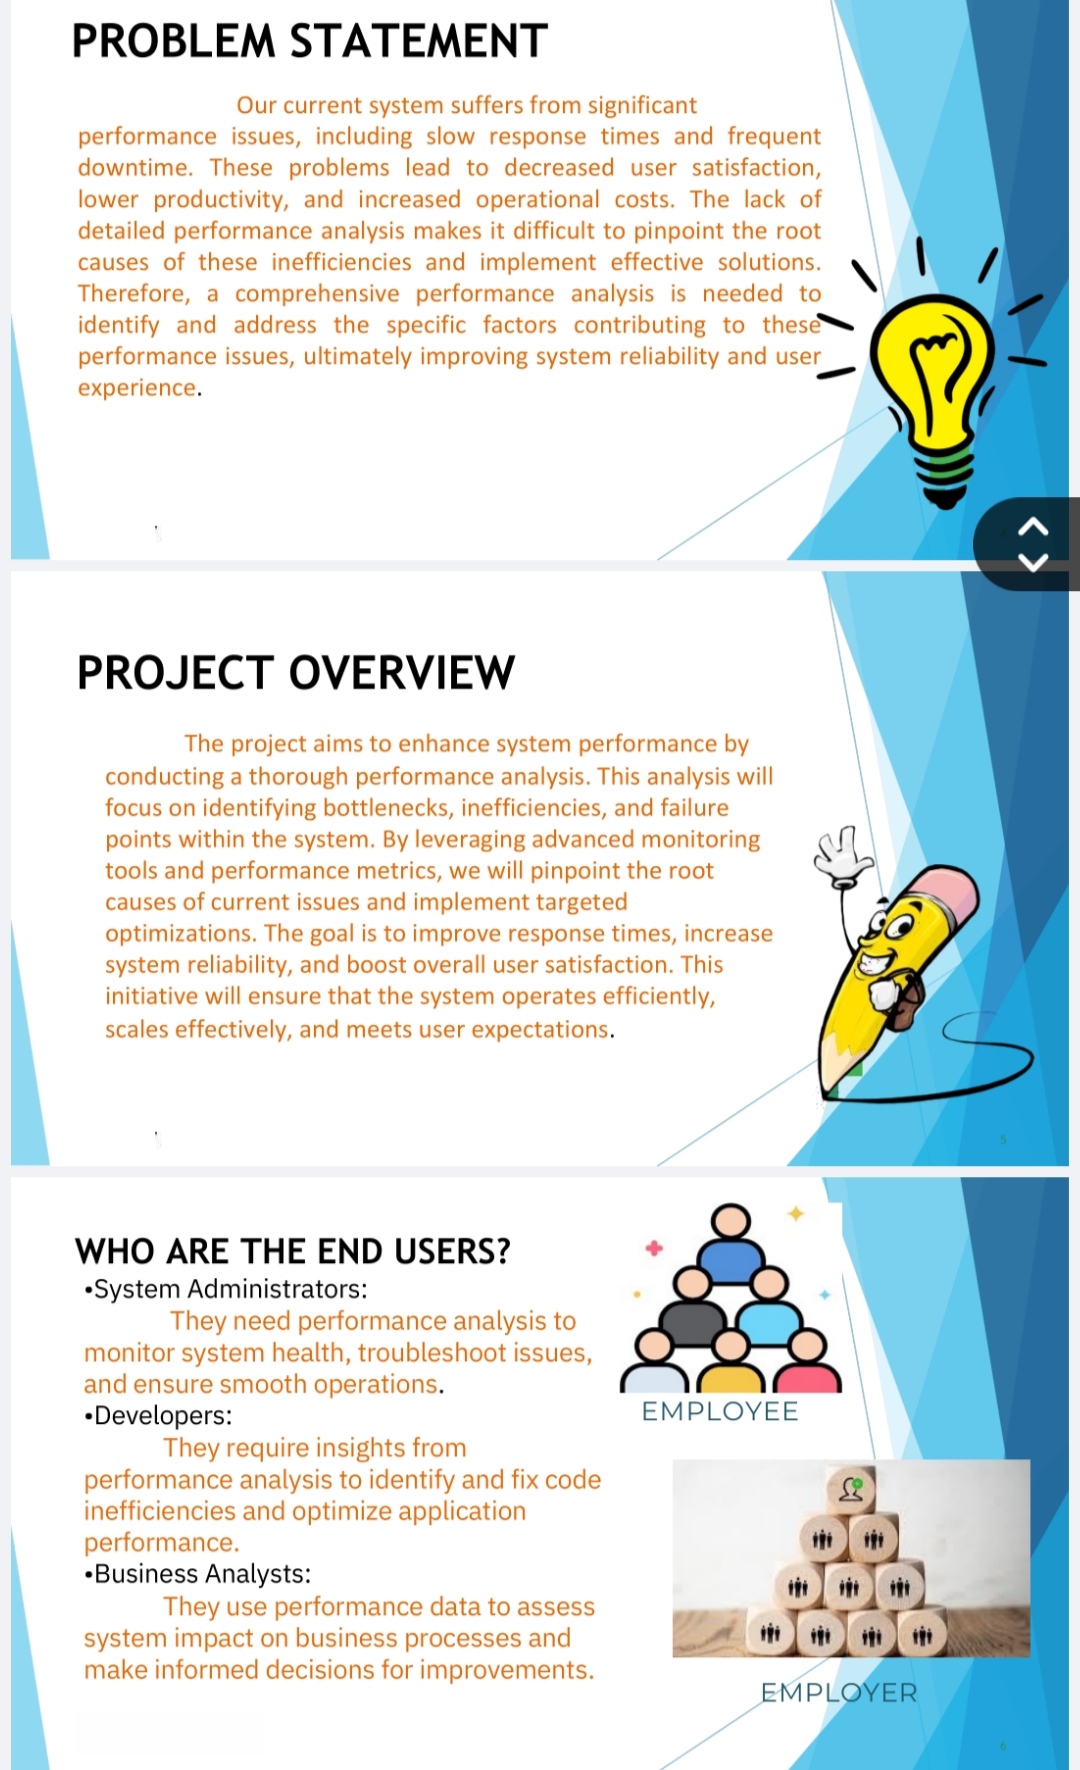 PROBLEM STATEMENT
Our current system suffers from significant
performance issues, including slow response times and frequent
downtime. These problems lead to decreased user satisfaction,
lower productivity, and increased operational costs. The lack of
detailed performance analysis makes it difficult to pinpoint the root
causes of these inefficiencies and implement effective solutions.
Therefore, a comprehensive performance analysis is needed to
identify and address the specific factors contributing to these
performance issues, ultimately improving system reliability and user
experience.
PROJECT OVERVIEW
The project aims to enhance system performance by
conducting a thorough performance analysis. This analysis will
focus on identifying bottlenecks, inefficiencies, and failure
points within the system. By leveraging advanced monitoring
tools and performance metrics, we will pinpoint the root
causes of current issues and implement targeted
optimizations. The goal is to improve response times, increase
system reliability, and boost overall user satisfaction. This
initiative will ensure that the system operates efficiently,
scales effectively, and meets user expectations.
5
WHO ARE THE END USERS?
•System Administrators:
They need performance analysis to
monitor system health, troubleshoot issues,
and ensure smooth operations.
•Developers:
They require insights from
performance analysis to identify and fix code
inefficiencies and optimize application
performance.
•Business Analysts:
They use performance data to assess
system impact on business processes and
make informed decisions for improvements.
EMPLOYEE
EMPLOYER
6